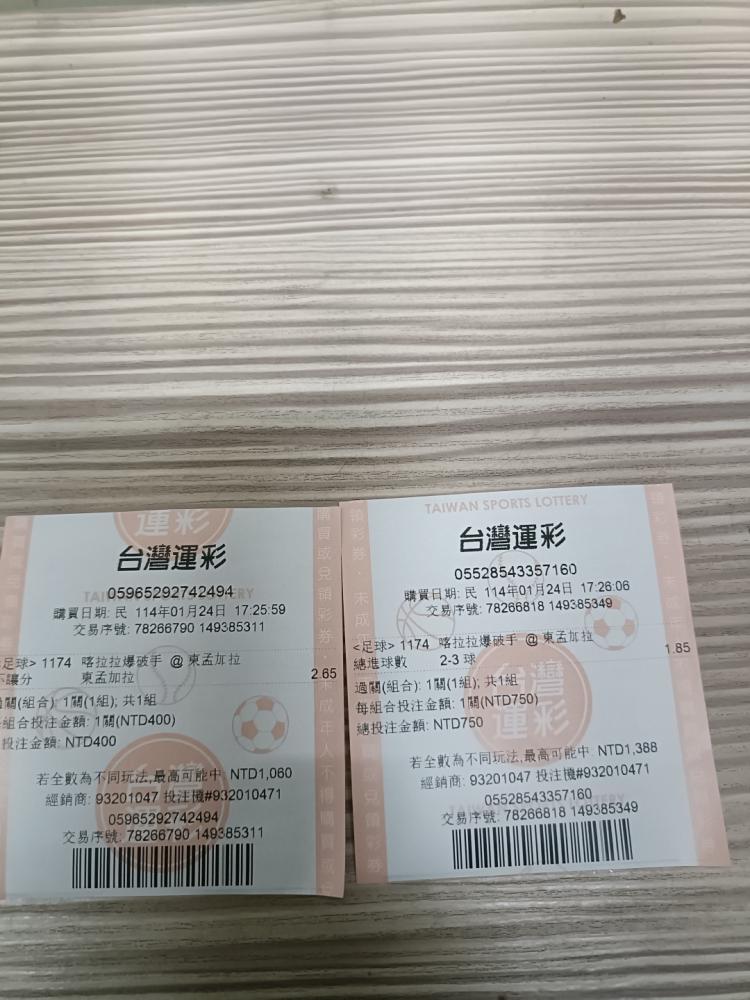 運彩
台灣運彩
05965292742494
購買日期: 民 114年01月24日 17:25:59
交易序號: 78266790 149385311
足球> 1174 喀拉拉爆破手 @ 東孟加拉
不讓分 東孟加拉 2.65
過關(組合): 1關(1組); 共1組
每組合投注金額: 1關(NTD400)
投注金額: NTD400
若全數為不同玩法,最高可能中 NTD1,060
經銷商: 93201047 投注機#932010471
05965292742494
交易序號: 78266790 149385311
TAIWAN SPORTS LOTTERY
台灣運彩
05528543357160
購買日期: 民 114年01月24日 17:26:06
交易序號: 78266818 149385349
<足球> 1174 喀拉拉爆破手 @ 東孟加拉
總進球數 2-3 球 1.85
過關(組合): 1關(1組); 共1組
每組合投注金額: 1關(NTD750)
總投注金額: NTD750
台灣運彩
若全數為不同玩法,最高可能中 NTD1,388
經銷商: 93201047 投注機#932010471
05528543357160
交易序號: 78266818 149385349